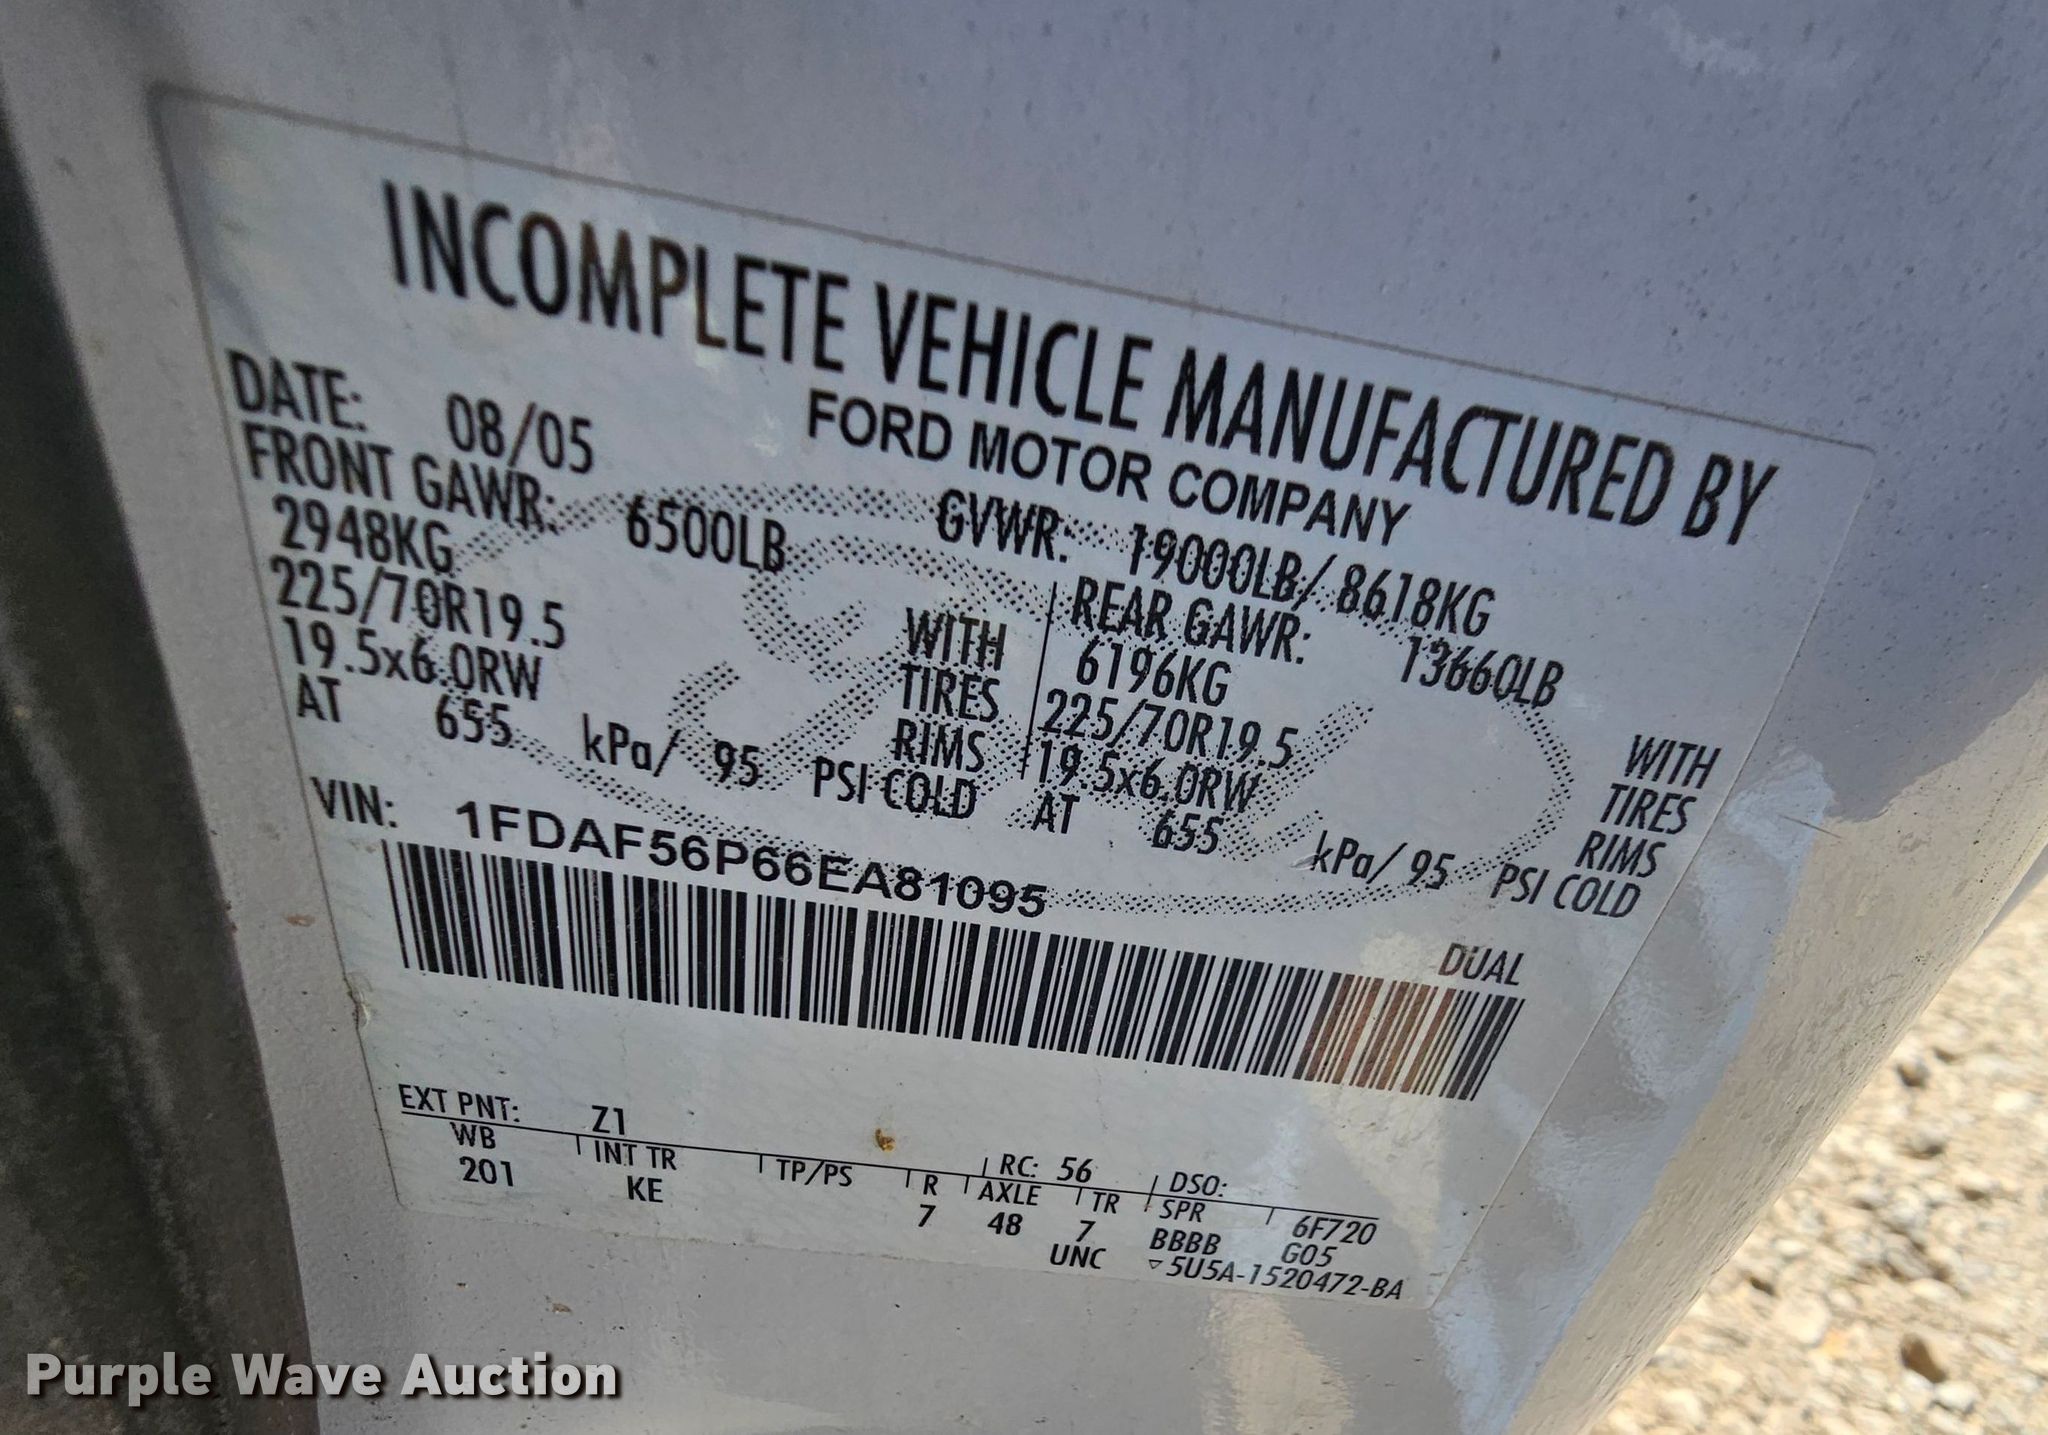 INCOMPLETE VEHICLE MANUFACTURED BY
FORD MOTOR COMPANY
DATE: 08/05 GVWR: 19000LB/ 8618KG
FRONT GAWR: 6500LB REAR GAWR: 13660LB
2948KG WITH 6196KG WITH
225/70R19.5 TIRES 225/70R19.5 TIRES
19.5x6.0RW RIMS 19.5x6.0RW RIMS
AT 655 kPa/ 95 PSI COLD AT 655 kPa/ 95 PSI COLD
VIN: 1FDAF56P66EA81095
DUAL
EXT PNT: Z1 RC: 56 DSO:
WB INT TR TP/PS R AXLE TR SPR 6F720
201 KE 7 48 7 BBBB G05
UNC ▽5U5A-1520472-BA
Purple Wave Auction